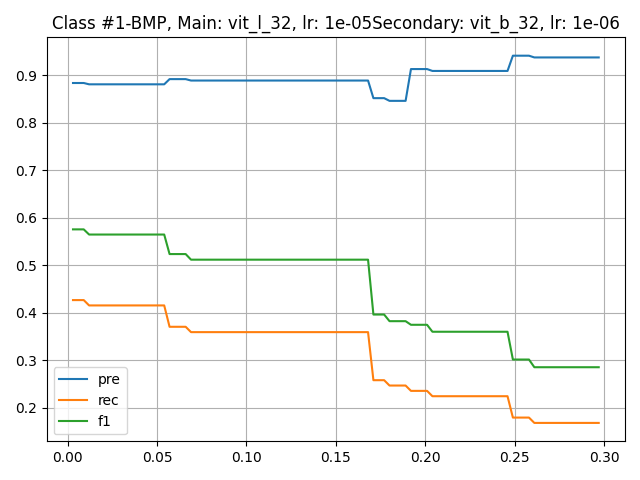 Class #1-BMP, Main: vit_l_32, lr: 1e-05Secondary: vit_b_32, lr: 1e-06
0.9
0.8
0.7
0.6
0.5
0.4
0.3
0.2
pre
rec
f1
0.00 0.05 0.10 0.15 0.20 0.25 0.30